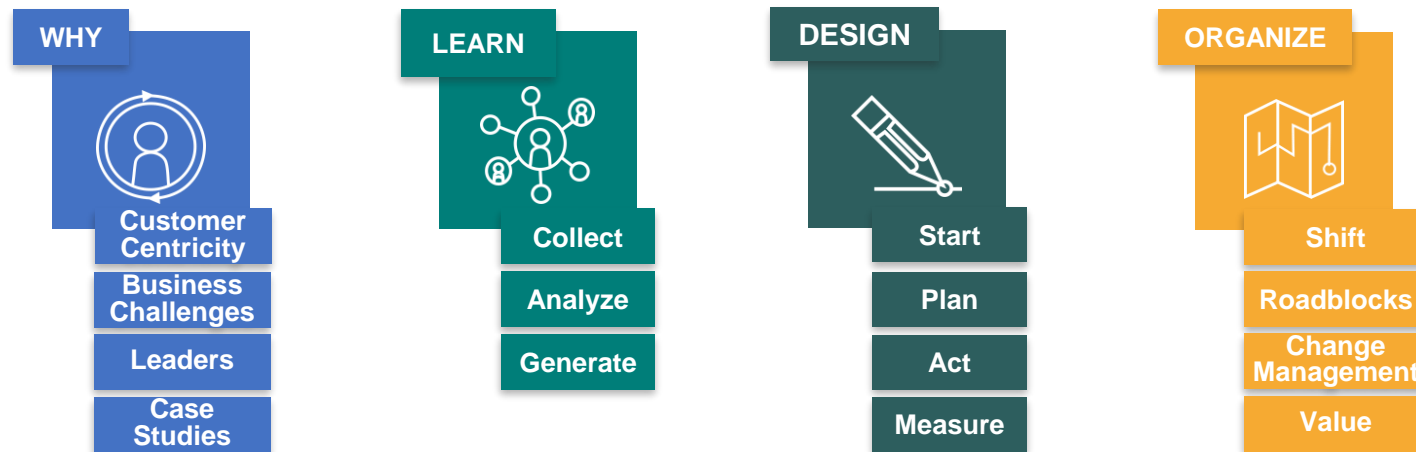 WHY
Customer
Centricity
Business
Challenges
Leaders
Case
Studies
LEARN
Collect
Analyze
Generate
DESIGN
Start
Plan
Act
Measure
ORGANIZE
Shift
Roadblocks
Change
Management
Value